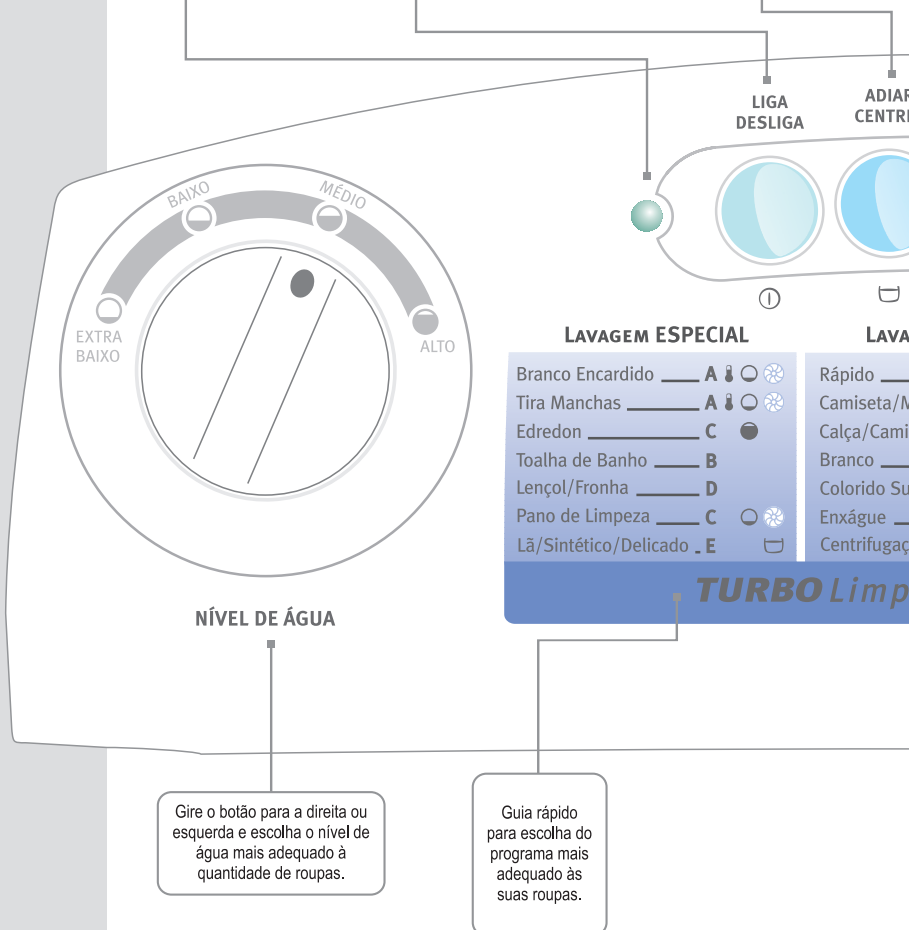 LIGA
DESLIGA
ADIAR
CENTRI
BAIXO
MÉDIO
EXTRA
BAIXO
ALTO
NÍVEL DE ÁGUA
LAVAGEM ESPECIAL
Branco Encardido A
Tira Manchas A
Edredon C
Toalha de Banho B
Lençol/Fronha D
Pano de Limpeza C
Lã/Sintético/Delicado E
LAVA
Rápido
Camiseta/M
Calça/Cami
Branco
Colorido Su
Enxágue
Centrifugaç
TURBO Limp
Gire o botão para a direita ou
esquerda e escolha o nível de
água mais adequado à
quantidade de roupas.
Guia rápido
para escolha do
programa mais
adequado às
suas roupas.